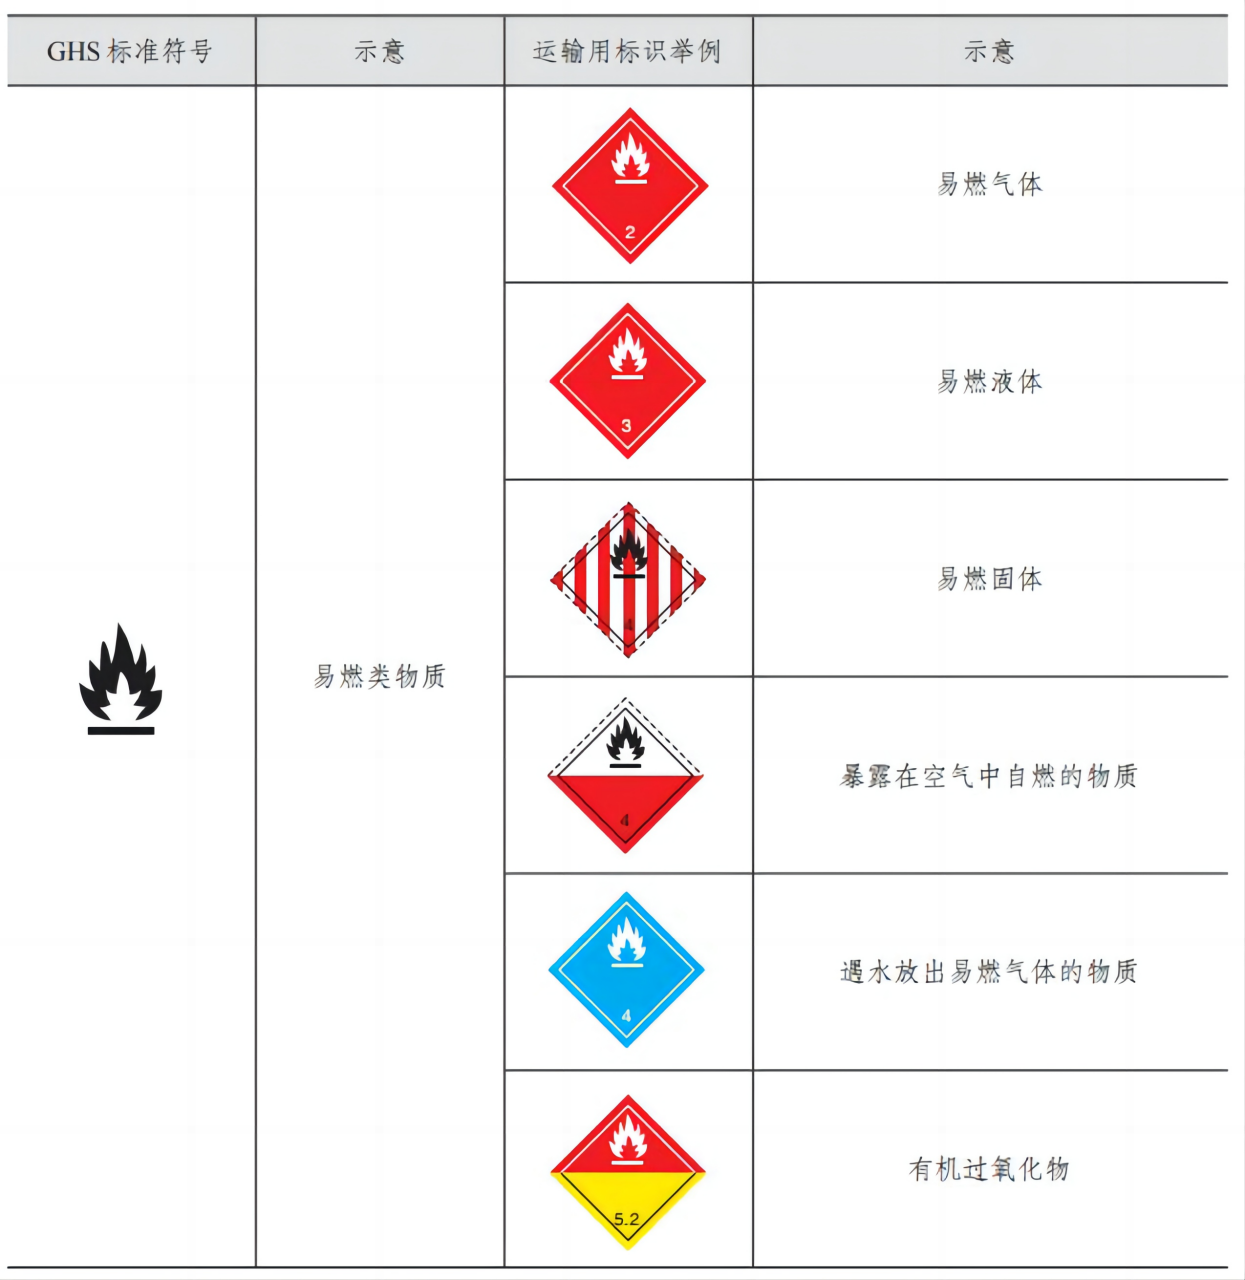 GHS 标准符号
示意
运输用标识举例
示意
易燃类物质
2
易燃气体
3
易燃液体
4
易燃固体
4
暴露在空气中自燃的物质
4
遇水放出易燃气体的物质
5.2
有机过氧化物